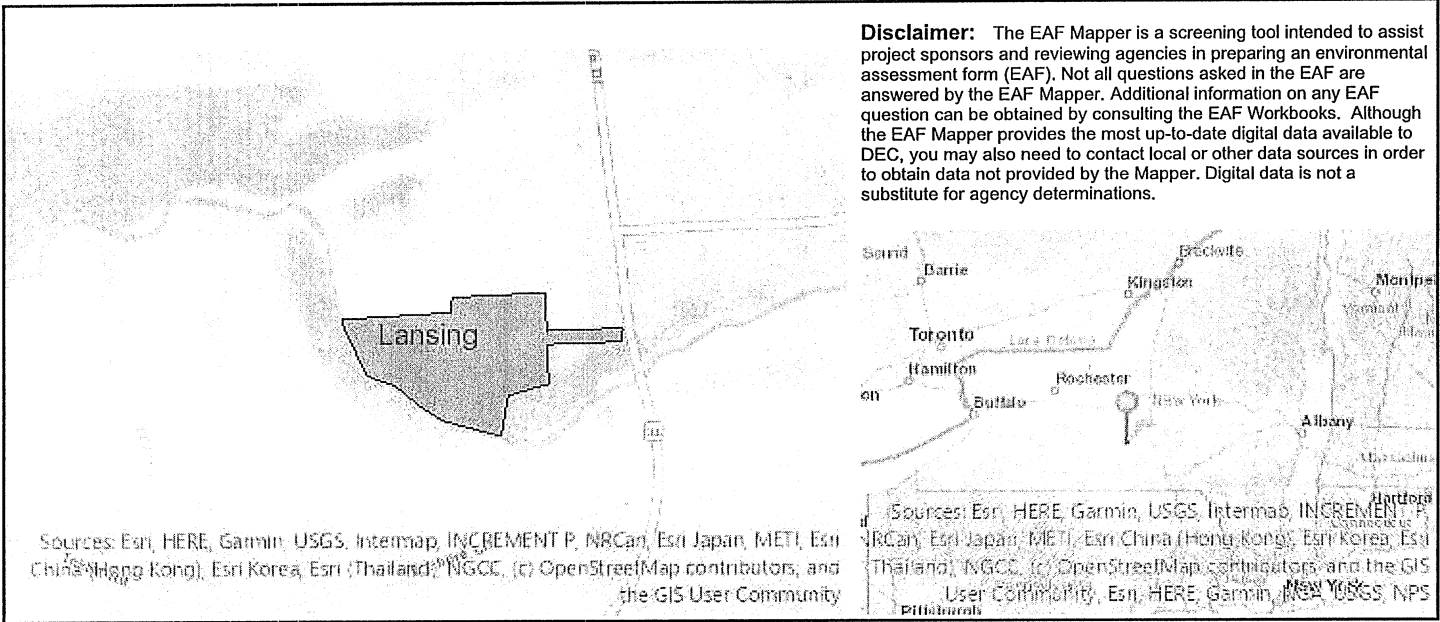 Disclaimer: The EAF Mapper is a screening tool intended to assist
project sponsors and reviewing agencies in preparing an environmental
assessment form (EAF). Not all questions asked in the EAF are
answered by the EAF Mapper. Additional information on any EAF
question can be obtained by consulting the EAF Workbooks. Although
the EAF Mapper provides the most up-to-date digital data available to
DEC, you may also need to contact local or other data sources in order
to obtain data not provided by the Mapper. Digital data is not a
substitute for agency determinations.
Lansing
Sources: Esri, HERE, Garmin, USGS, Intermap, INCREMENT P, NRCan, Esri Japan, METI, Esri
China (Hong Kong), Esri Korea, Esri (Thailand), NGCC, (c) OpenStreetMap contributors, and
the GIS User Community
Barrie
Kingston
Toronto
Hamilton
Rochester
Buffalo
New York
Albany
Hartford
Sources: Esri, HERE, Garmin, USGS, Intermap, INCREMENT P,
NRCan, Esri Japan, METI, Esri China (Hong Kong), Esri Korea, Esri
(Thailand), NGCC, (c) OpenStreetMap contributors, and the GIS
User Community, Esri, HERE, Garmin, NGA, USGS, NPS
New York
Pittsburgh